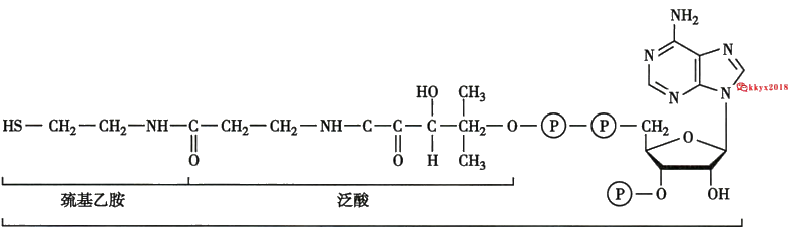 NH₂
N N
N N
kkyx2018
HO CH₃
HS—CH₂—CH₂—NH—C—CH₂—CH₂—NH—C—C—C—CH₂—O—P—P—CH₂ O
O O H CH₃
P—O OH
巯基乙胺 泛酸